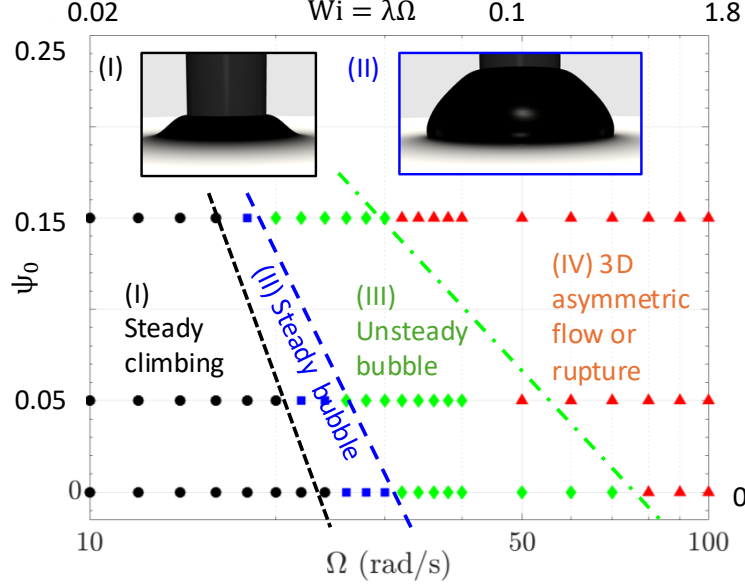 0.02 Wi = λΩ 0.1 1.8
0.25
(I) (II)
0.15
ψ₀
(I)
Steady
climbing
(II) Steady bubble
(III)
Unsteady
bubble
(IV) 3D
asymmetric
flow or
rupture
0.05
0 0
10 50 100
Ω (rad/s)